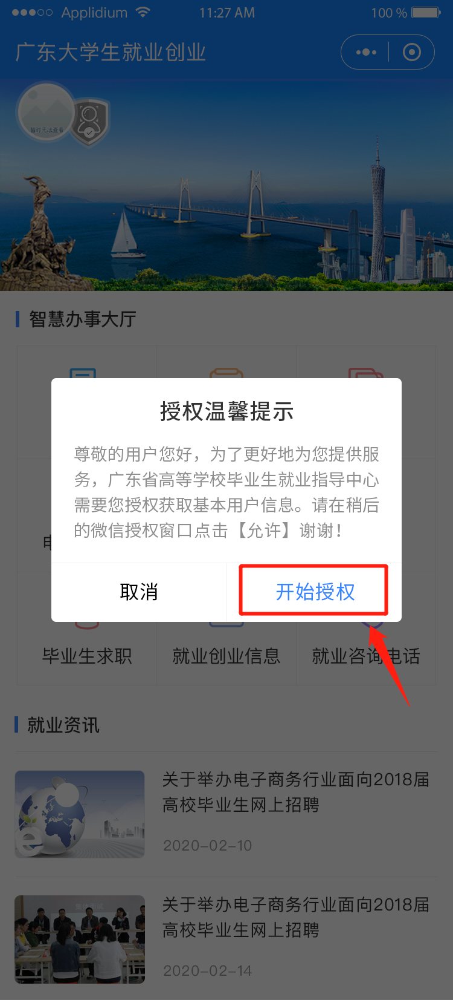 Applidium 11:27 AM 100 %
广东大学生就业创业
暂时无法查看
智慧办事大厅
授权温馨提示
尊敬的用户您好，为了更好地为您提供服
务，广东省高等学校毕业生就业指导中心
需要您授权获取基本用户信息。请在稍后
的微信授权窗口点击【允许】谢谢！
电
取消 开始授权
毕业生求职 就业创业信息 就业咨询电话
就业资讯
关于举办电子商务行业面向2018届
高校毕业生网上招聘
2020-02-10
关于举办电子商务行业面向2018届
高校毕业生网上招聘
2020-02-14